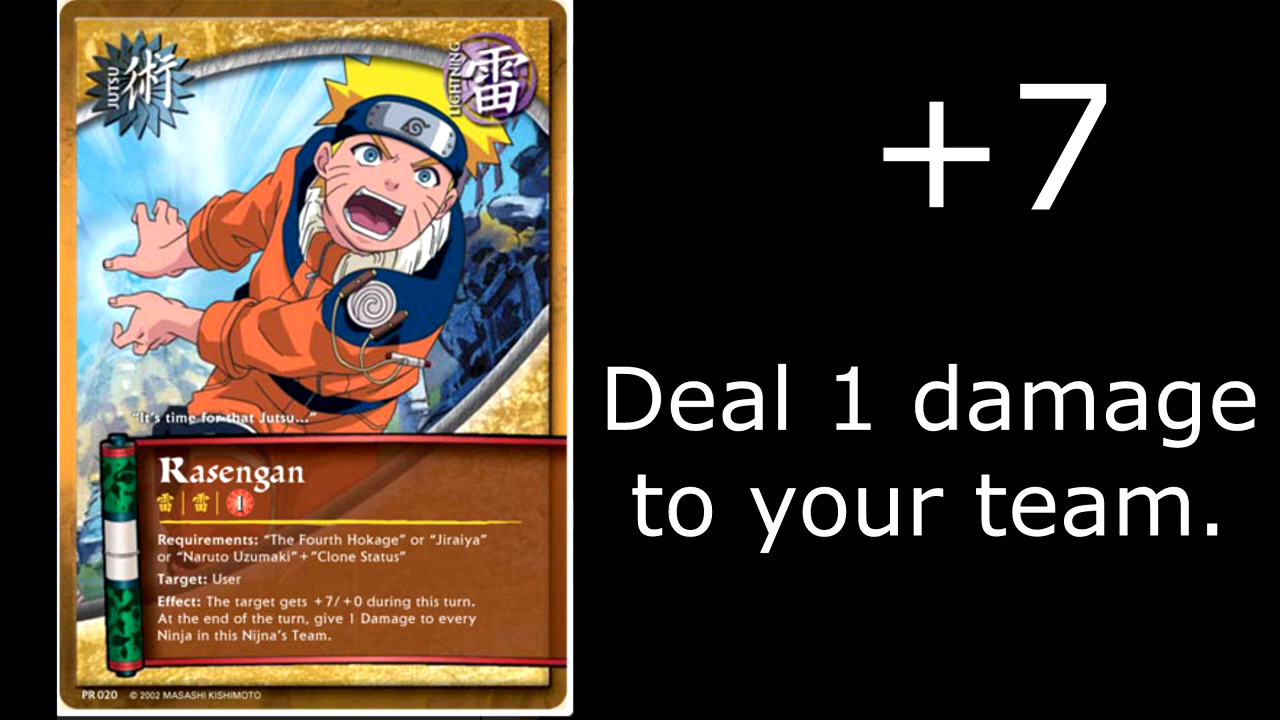 JUTSU
術
LIGHTNING
雷
"It's time for that Jutsu..."
Rasengan
雷 | 雷 | 1
Requirements: "The Fourth Hokage" or "Jiraiya"
or "Naruto Uzumaki"+"Clone Status"
Target: User
Effect: The target gets +7/+0 during this turn.
At the end of the turn, give 1 Damage to every
Ninja in this Nijna's Team.
PR 020 © 2002 MASASHI KISHIMOTO
+7
Deal 1 damage
to your team.